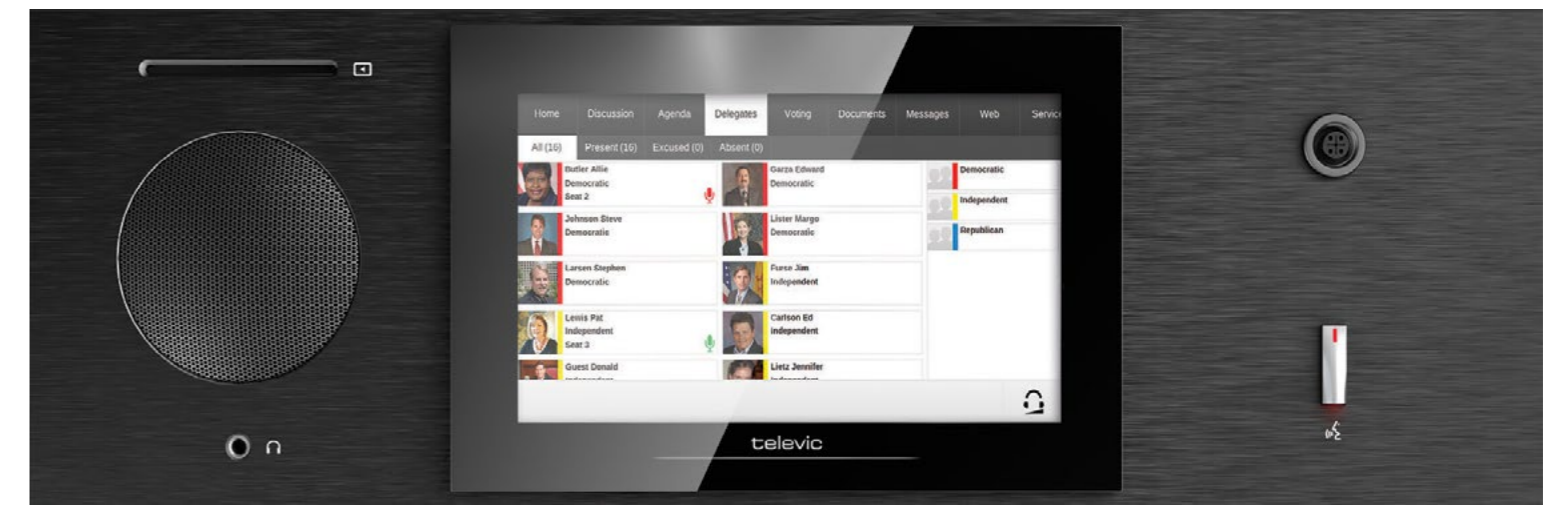 Home Discussion Agenda Delegates Voting Documents Messages Web Service
All (16) Present (16) Excused (0) Absent (0)
Butler Allie
Democratic
Seat 2
Garza Edward
Democratic
Democratic
Independent
Republican
Johnson Steve
Democratic
Lister Margo
Democratic
Larsen Stephen
Democratic
Furse Jim
Independent
Lewis Pat
Independent
Seat 3
Carlson Ed
Independent
Guest Donald
Lietz Jennifer
televic